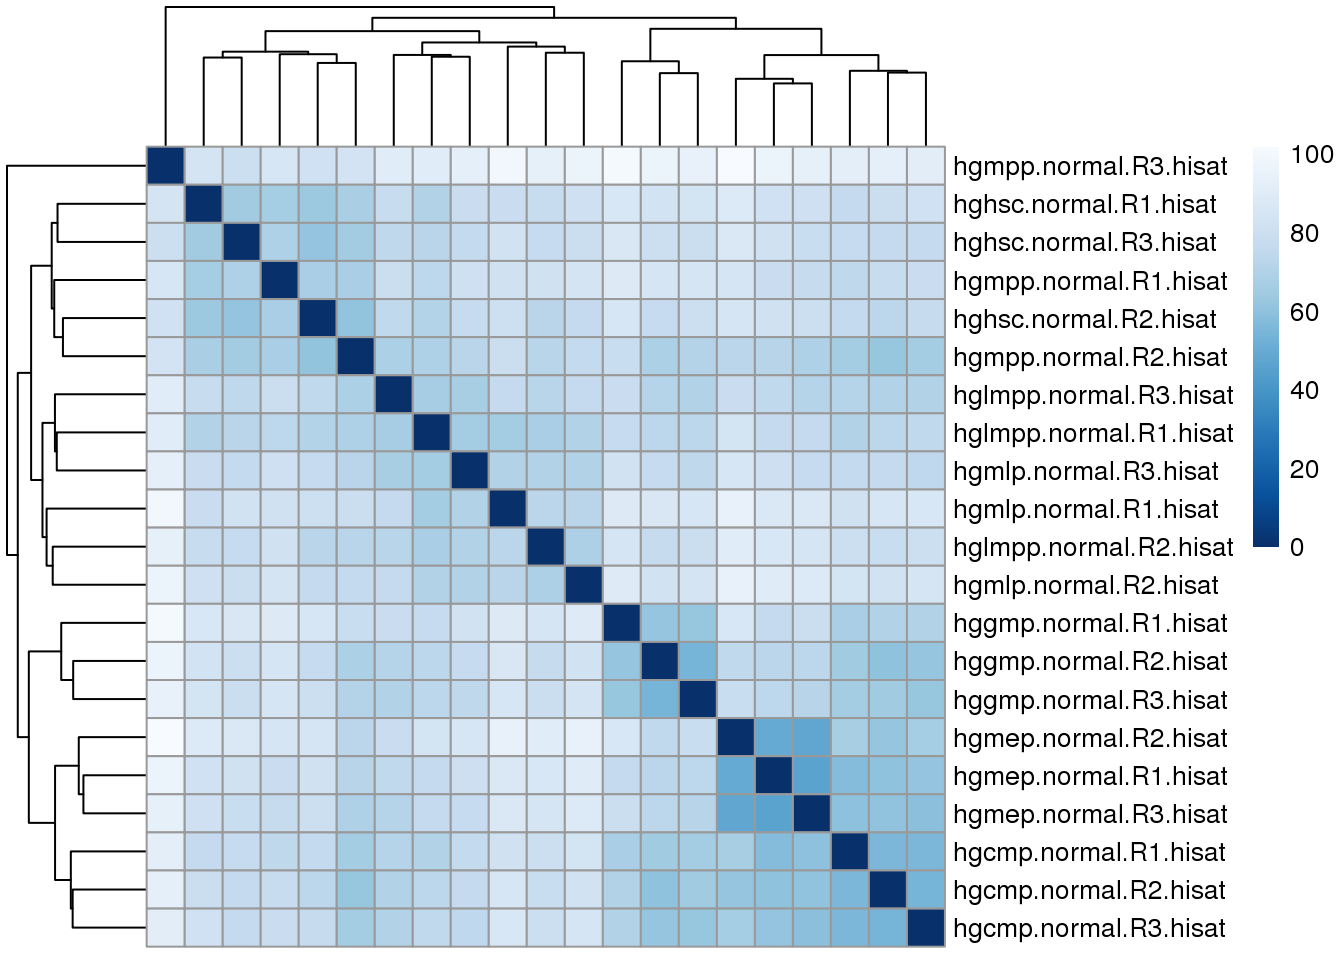 hgmpp.normal.R3.hisat
hghsc.normal.R1.hisat
hghsc.normal.R3.hisat
hgmpp.normal.R1.hisat
hghsc.normal.R2.hisat
hgmpp.normal.R2.hisat
hglmpp.normal.R3.hisat
hglmpp.normal.R1.hisat
hgmlp.normal.R3.hisat
hgmlp.normal.R1.hisat
hglmpp.normal.R2.hisat
hgmlp.normal.R2.hisat
hggmp.normal.R1.hisat
hggmp.normal.R2.hisat
hggmp.normal.R3.hisat
hgmep.normal.R2.hisat
hgmep.normal.R1.hisat
hgmep.normal.R3.hisat
hgcmp.normal.R1.hisat
hgcmp.normal.R2.hisat
hgcmp.normal.R3.hisat
100
80
60
40
20
0